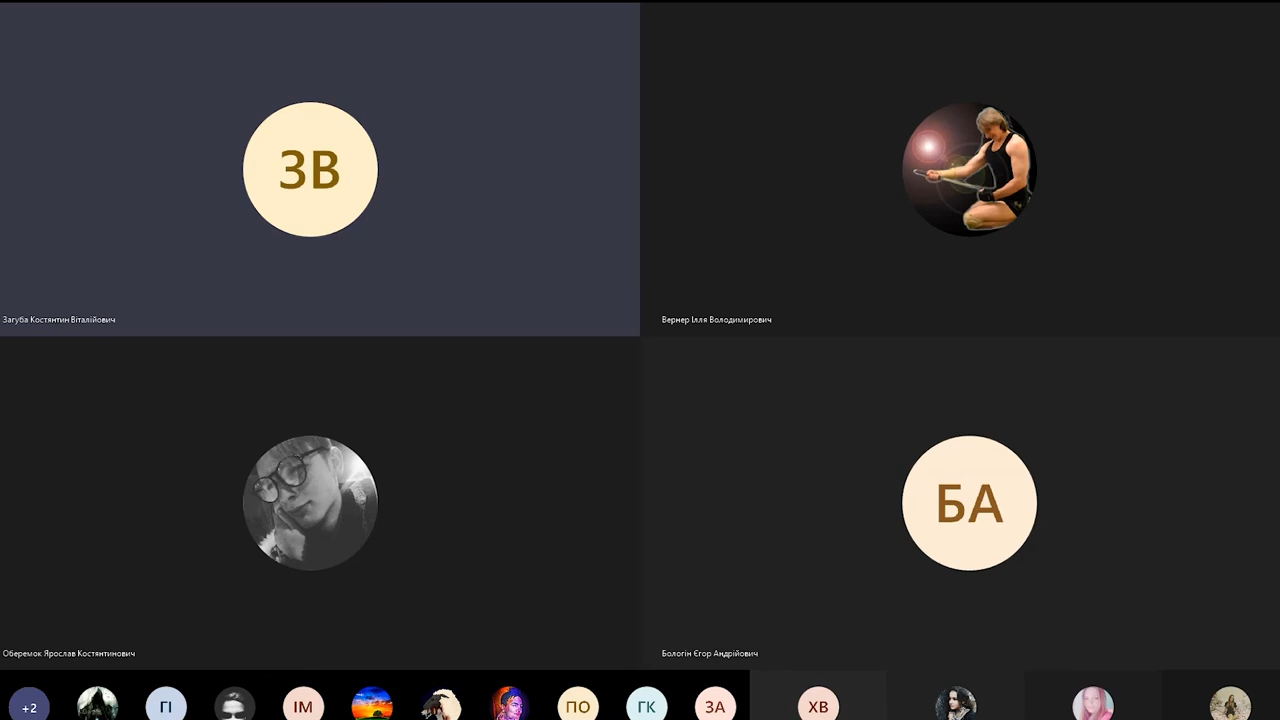 ЗВ
Загуба Костянтин Віталійович
Вернер Ілля Володимирович
Оберемок Ярослав Костянтинович
БА
Бологін Єгор Андрійович
+2
ГІ
ІМ
ПО
ГК
ЗА
ХВ